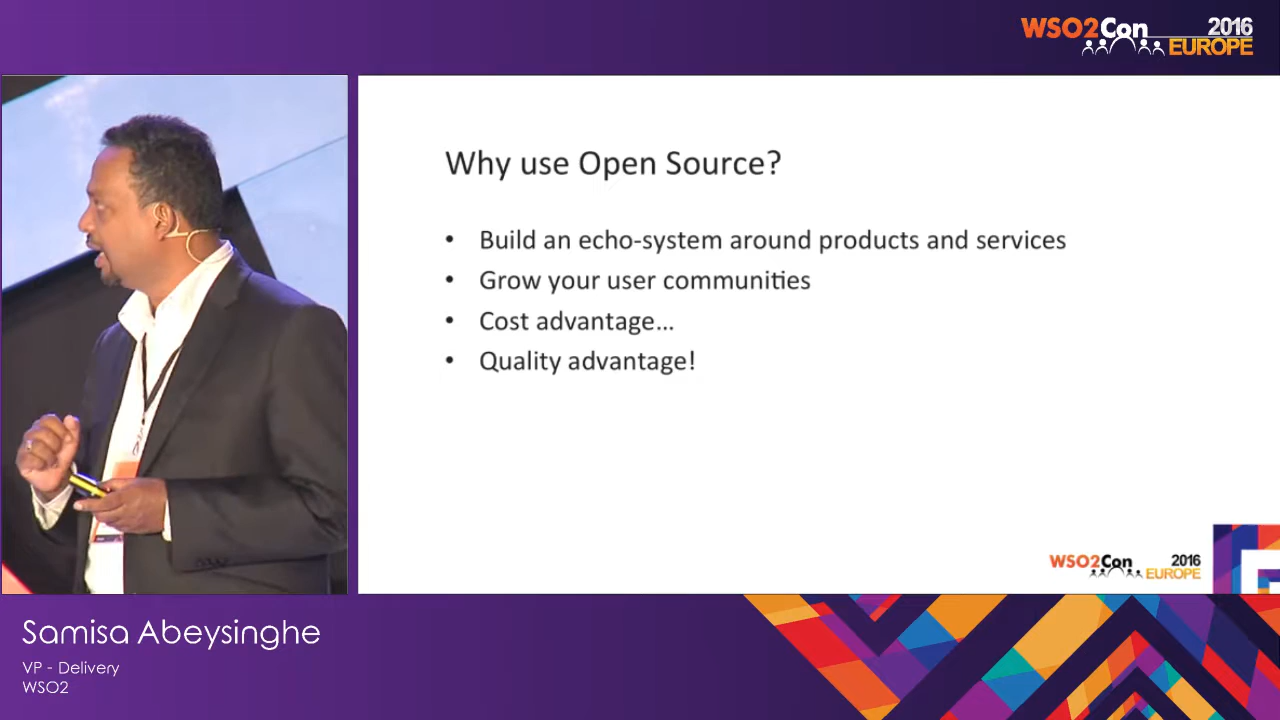 WSO2Con 2016
EUROPE
Why use Open Source?
• Build an echo-system around products and services
• Grow your user communities
• Cost advantage...
• Quality advantage!
WSO2Con 2016
EUROPE
Samisa Abeysinghe
VP - Delivery
WSO2